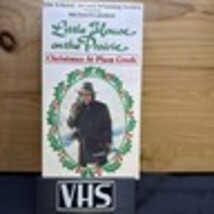 Little House
on the Prairie
Christmas At Plum Creek
VHS